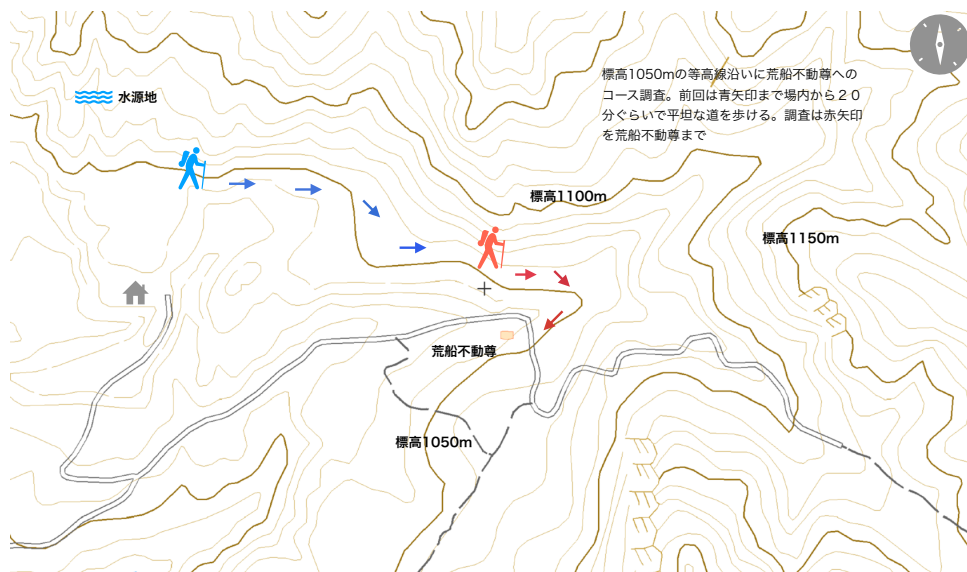 標高1050mの等高線沿いに荒船不動尊への
コース調査。前回は青矢印まで場内から２０
分ぐらいで平坦な道を歩ける。調査は赤矢印
を荒船不動尊まで
水源地
標高1100m
標高1150m
荒船不動尊
標高1050m